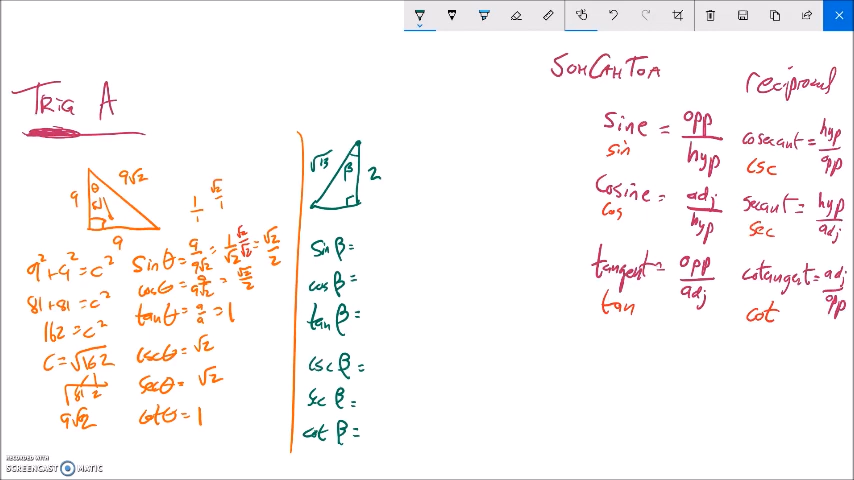 SOHCAHTOA
reciprocal
TRIG A
sine = opp/hyp
sin
cosecant = hyp/opp
csc
cosine = adj/hyp
cos
secant = hyp/adj
sec
tangent = opp/adj
tan
cotangent = adj/opp
cot
9 θ 9√2
9
1/1 √2/1
9² + 9² = c²
81 + 81 = c²
162 = c²
c = √162
9√2
sin θ = 9/9√2 = 1/√2 √2/√2 = √2/2
cos θ = 9/9√2 = √2/2
tan θ = 9/9 = 1
csc θ = √2
sec θ = √2
cot θ = 1
√13 β 2
sin β =
cos β =
tan β =
csc β =
sec β =
cot β =
RECORDED WITH
SCREENCAST MATIC